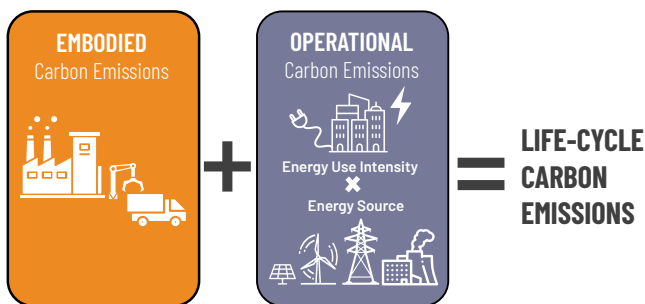 EMBODIED
Carbon Emissions
+
OPERATIONAL
Carbon Emissions
Energy Use Intensity
×
Energy Source
=
LIFE-CYCLE
CARBON
EMISSIONS